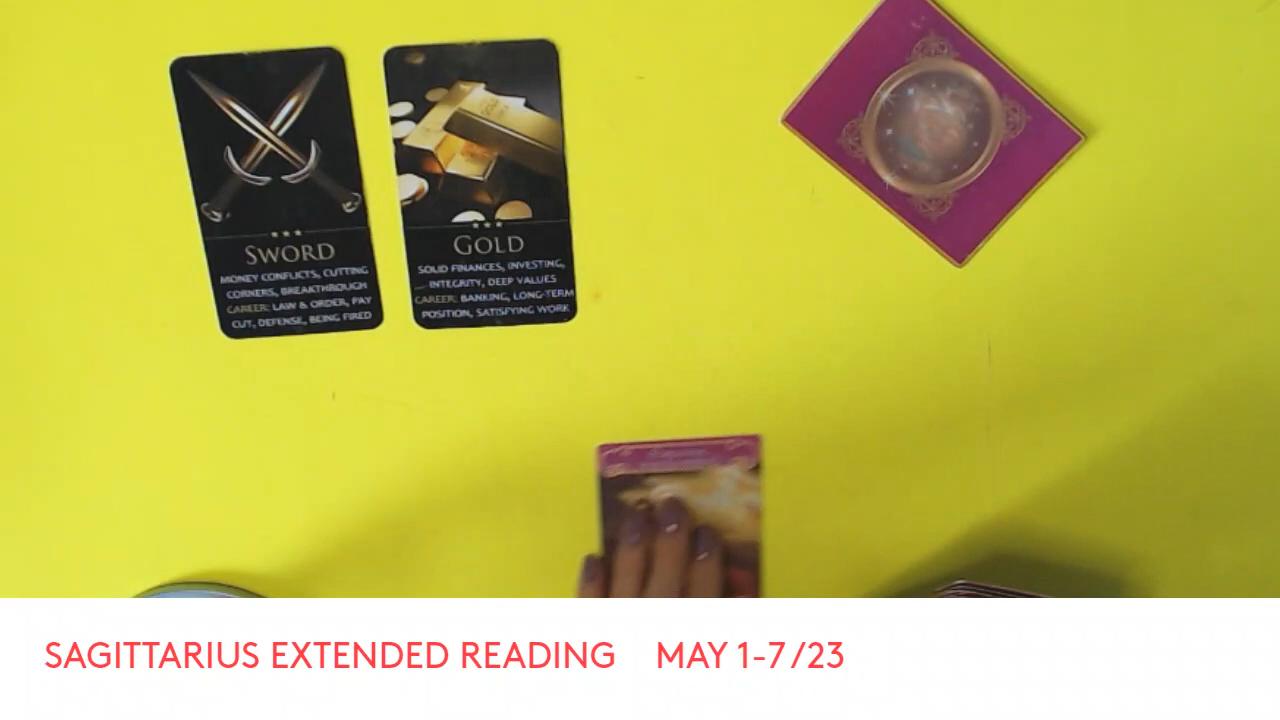 SWORD
MONEY CONFLICTS, CUTTING
CORNERS, BREAKTHROUGH
CAREER: LAW & ORDER, PAY
CUT, DEFENSE, BEING FIRED
GOLD
SOLID FINANCES, INVESTING,
INTEGRITY, DEEP VALUES
CAREER: BANKING, LONG-TERM
POSITION, SATISFYING WORK
SAGITTARIUS EXTENDED READING MAY 1-7/23